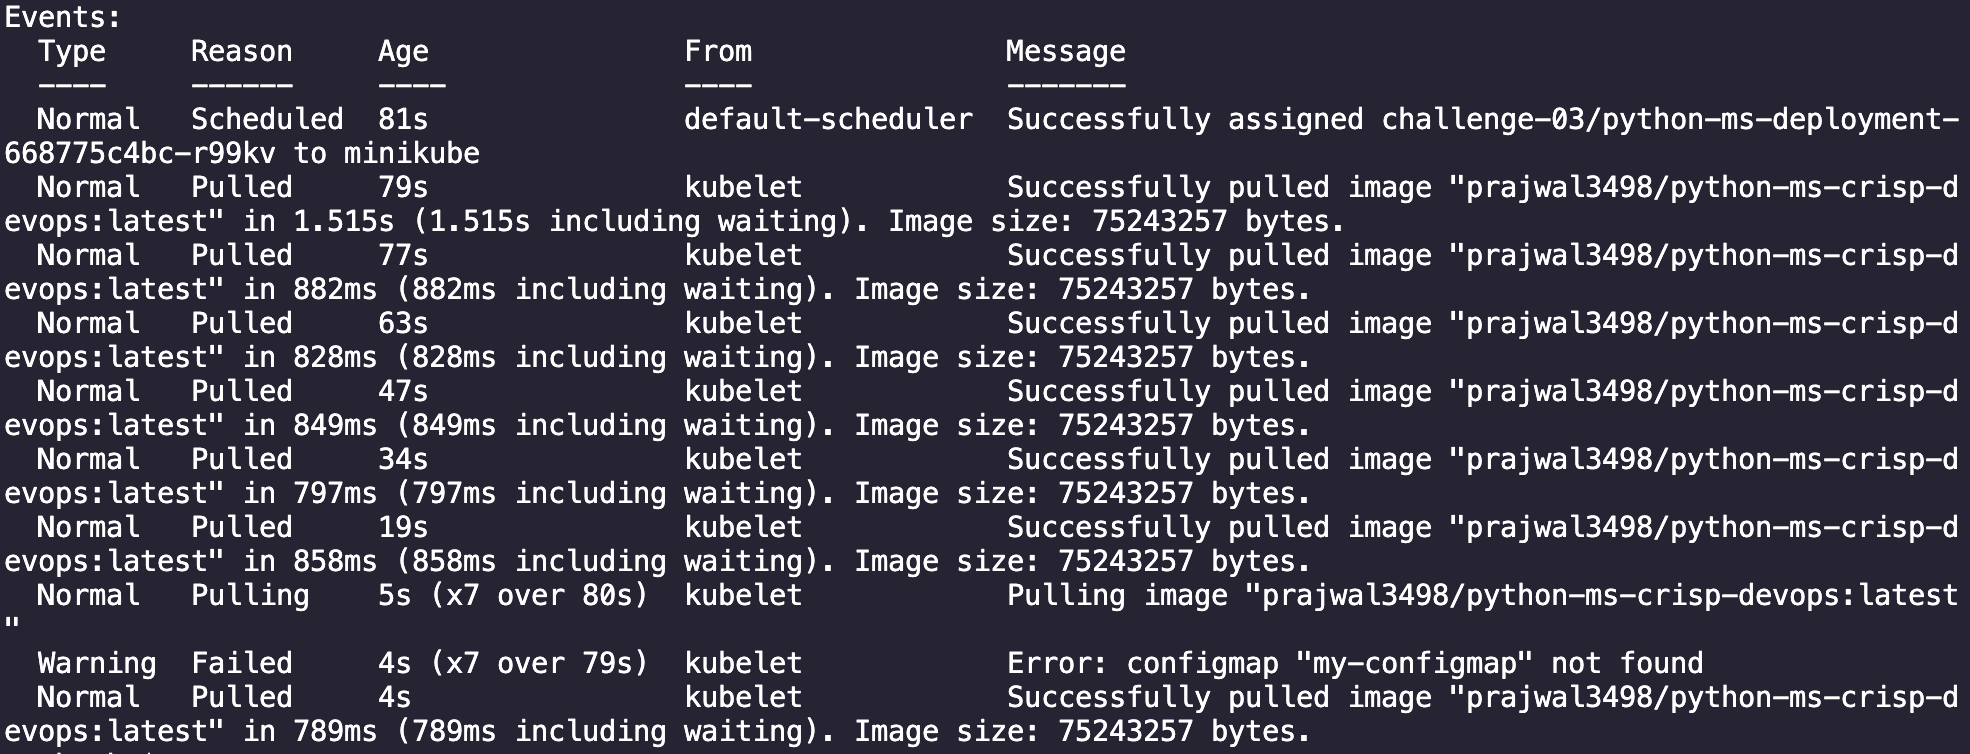 Events:
  Type     Reason     Age                From               Message
  ----     ------     ----               ----               -------
  Normal   Scheduled  81s                default-scheduler  Successfully assigned challenge-03/python-ms-deployment-
668775c4bc-r99kv to minikube
  Normal   Pulled     79s                kubelet            Successfully pulled image "prajwal3498/python-ms-crisp-d
evops:latest" in 1.515s (1.515s including waiting). Image size: 75243257 bytes.
  Normal   Pulled     77s                kubelet            Successfully pulled image "prajwal3498/python-ms-crisp-d
evops:latest" in 882ms (882ms including waiting). Image size: 75243257 bytes.
  Normal   Pulled     63s                kubelet            Successfully pulled image "prajwal3498/python-ms-crisp-d
evops:latest" in 828ms (828ms including waiting). Image size: 75243257 bytes.
  Normal   Pulled     47s                kubelet            Successfully pulled image "prajwal3498/python-ms-crisp-d
evops:latest" in 849ms (849ms including waiting). Image size: 75243257 bytes.
  Normal   Pulled     34s                kubelet            Successfully pulled image "prajwal3498/python-ms-crisp-d
evops:latest" in 797ms (797ms including waiting). Image size: 75243257 bytes.
  Normal   Pulled     19s                kubelet            Successfully pulled image "prajwal3498/python-ms-crisp-d
evops:latest" in 858ms (858ms including waiting). Image size: 75243257 bytes.
  Normal   Pulling    5s (x7 over 80s)  kubelet            Pulling image "prajwal3498/python-ms-crisp-devops:latest
"
  Warning  Failed     4s (x7 over 79s)  kubelet            Error: configmap "my-configmap" not found
  Normal   Pulled     4s                kubelet            Successfully pulled image "prajwal3498/python-ms-crisp-d
evops:latest" in 789ms (789ms including waiting). Image size: 75243257 bytes.